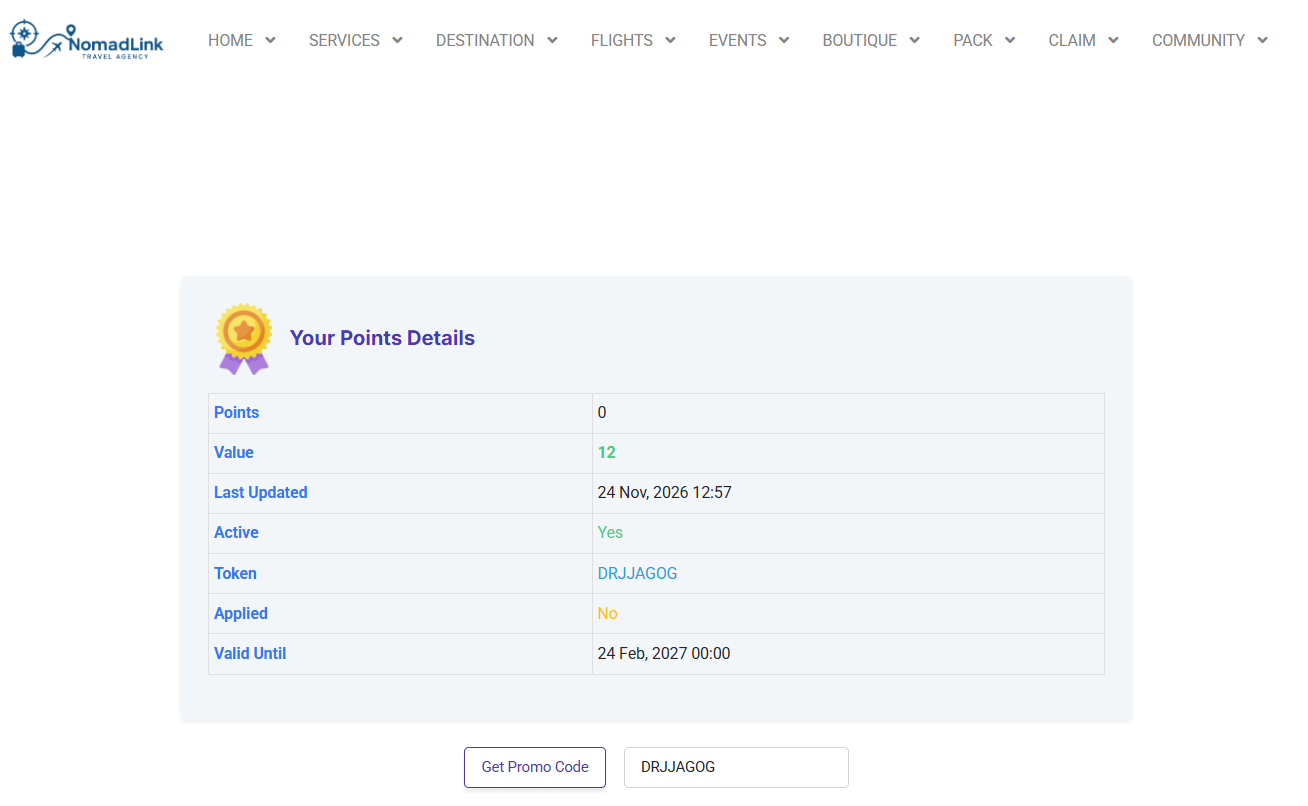 NomadLink
TRAVEL AGENCY
HOME SERVICES DESTINATION FLIGHTS EVENTS BOUTIQUE PACK CLAIM COMMUNITY
Your Points Details
Points 0
Value 12
Last Updated 24 Nov, 2026 12:57
Active Yes
Token DRJJAGOG
Applied No
Valid Until 24 Feb, 2027 00:00
Get Promo Code DRJJAGOG